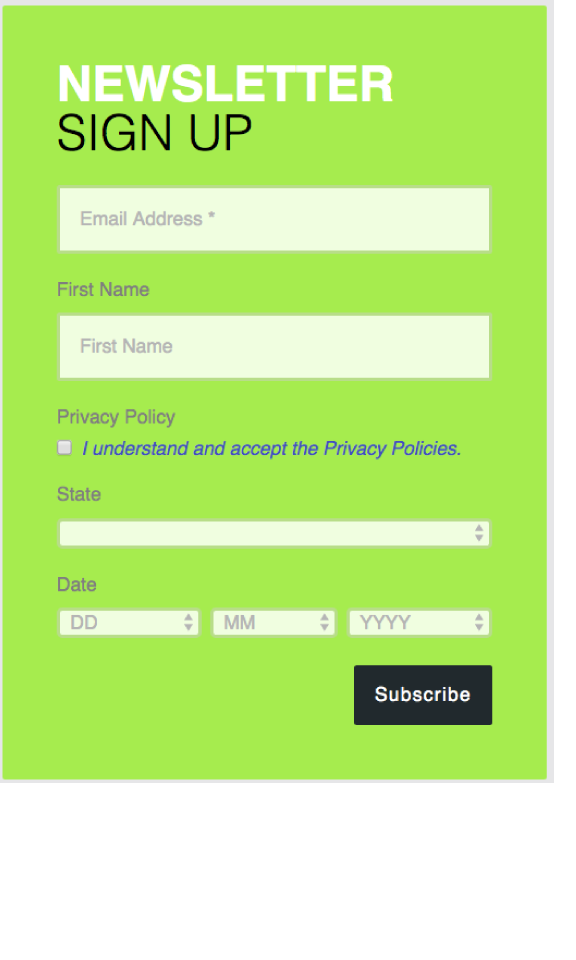 NEWSLETTER
SIGN UP
Email Address *
First Name
First Name
Privacy Policy
I understand and accept the Privacy Policies.
State
Date
DD MM YYYY
Subscribe